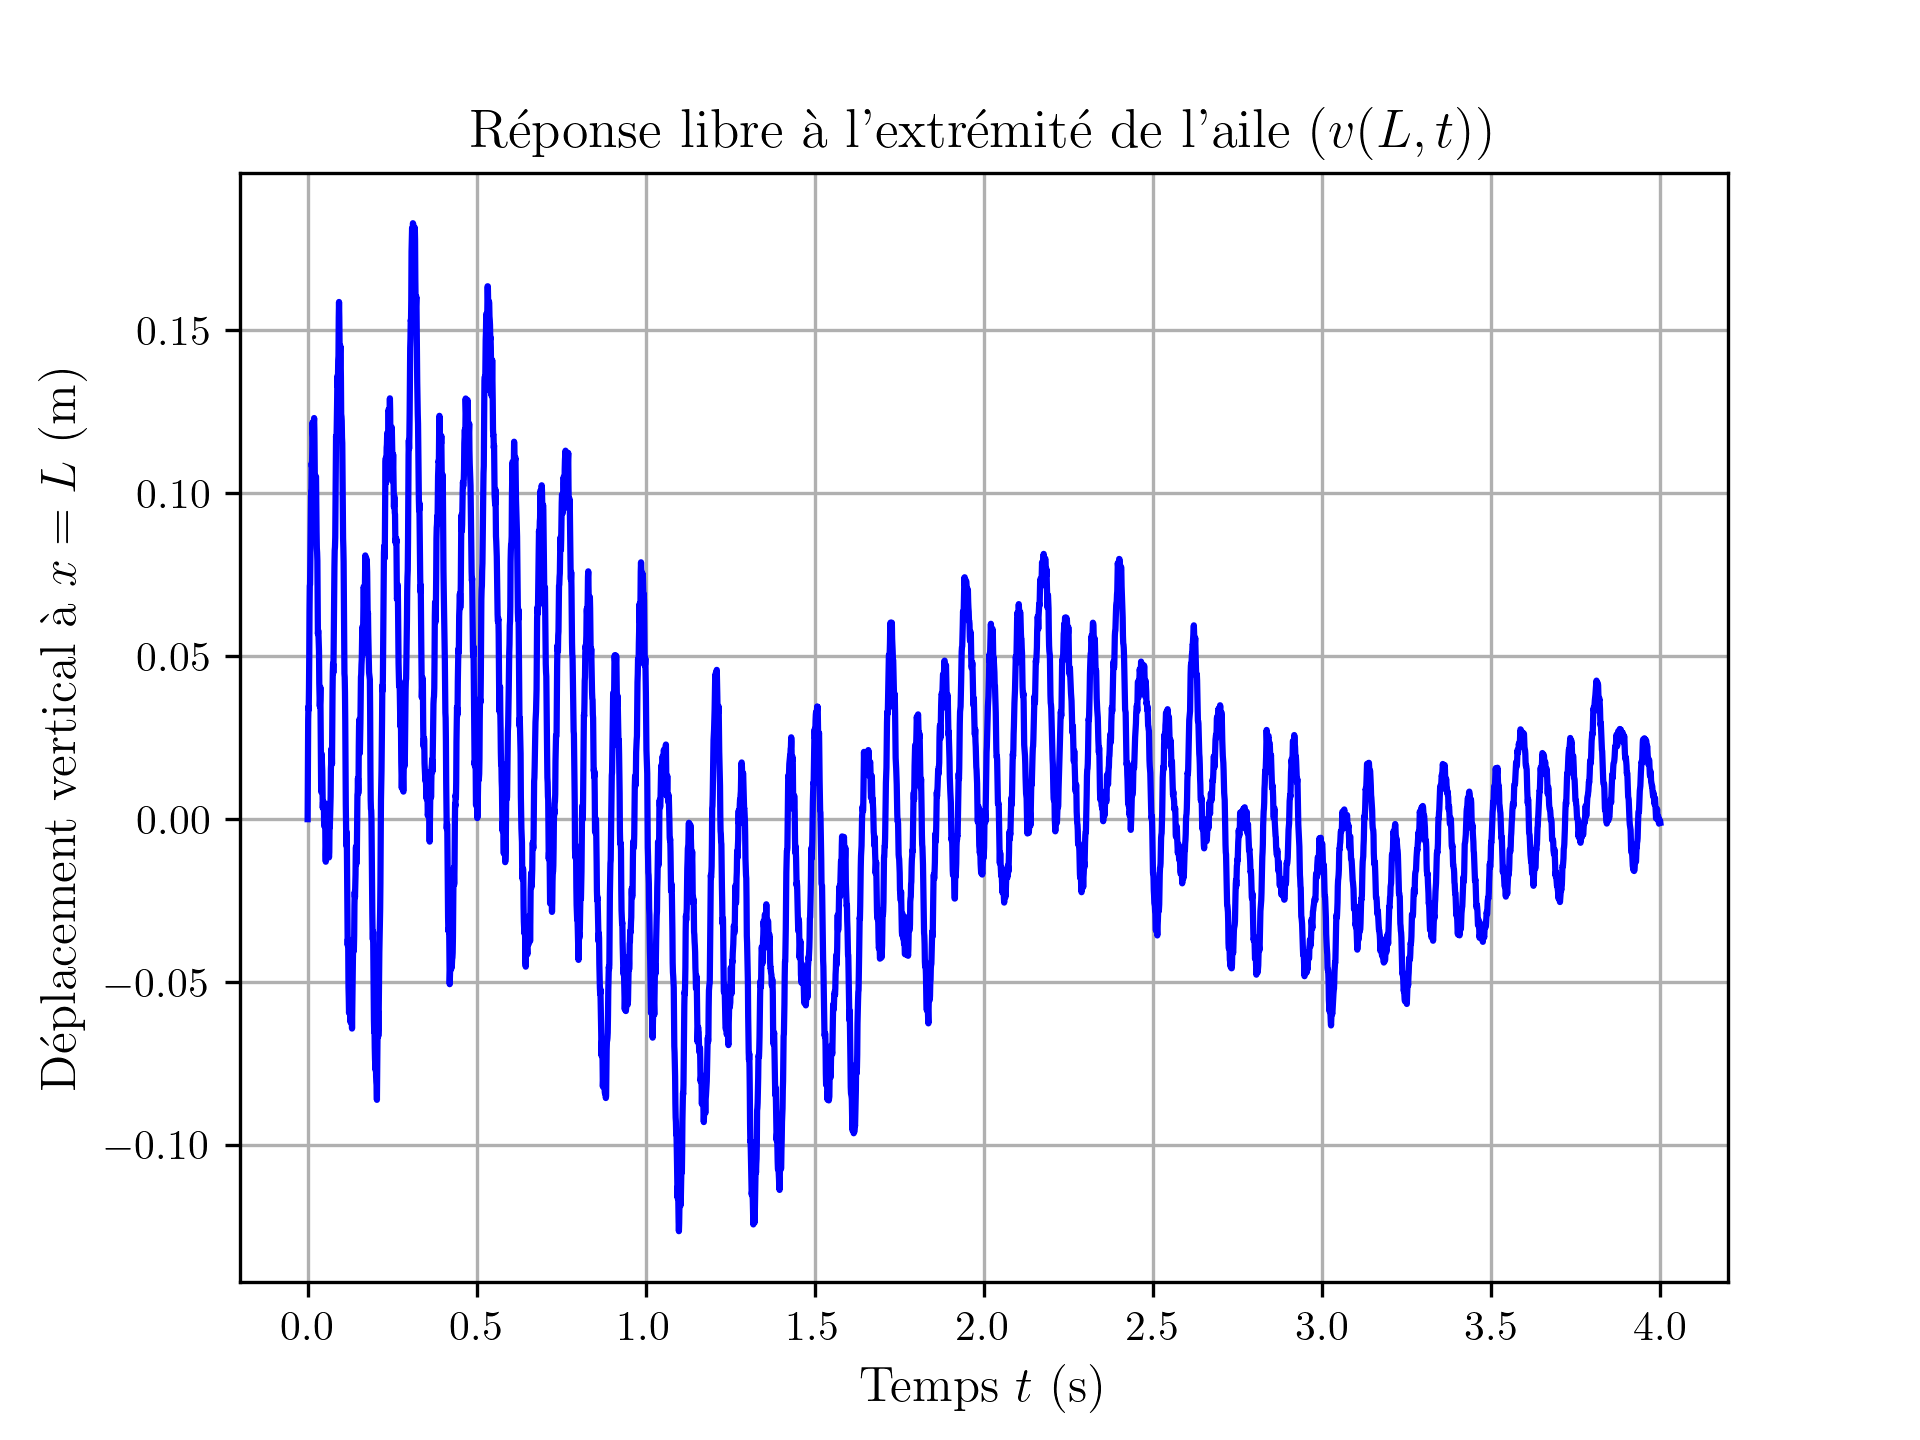 Réponse libre à l'extrémité de l'aile (v(L, t))
Déplacement vertical à x = L (m)
0.15
0.10
0.05
0.00
−0.05
−0.10
0.0 0.5 1.0 1.5 2.0 2.5 3.0 3.5 4.0
Temps t (s)